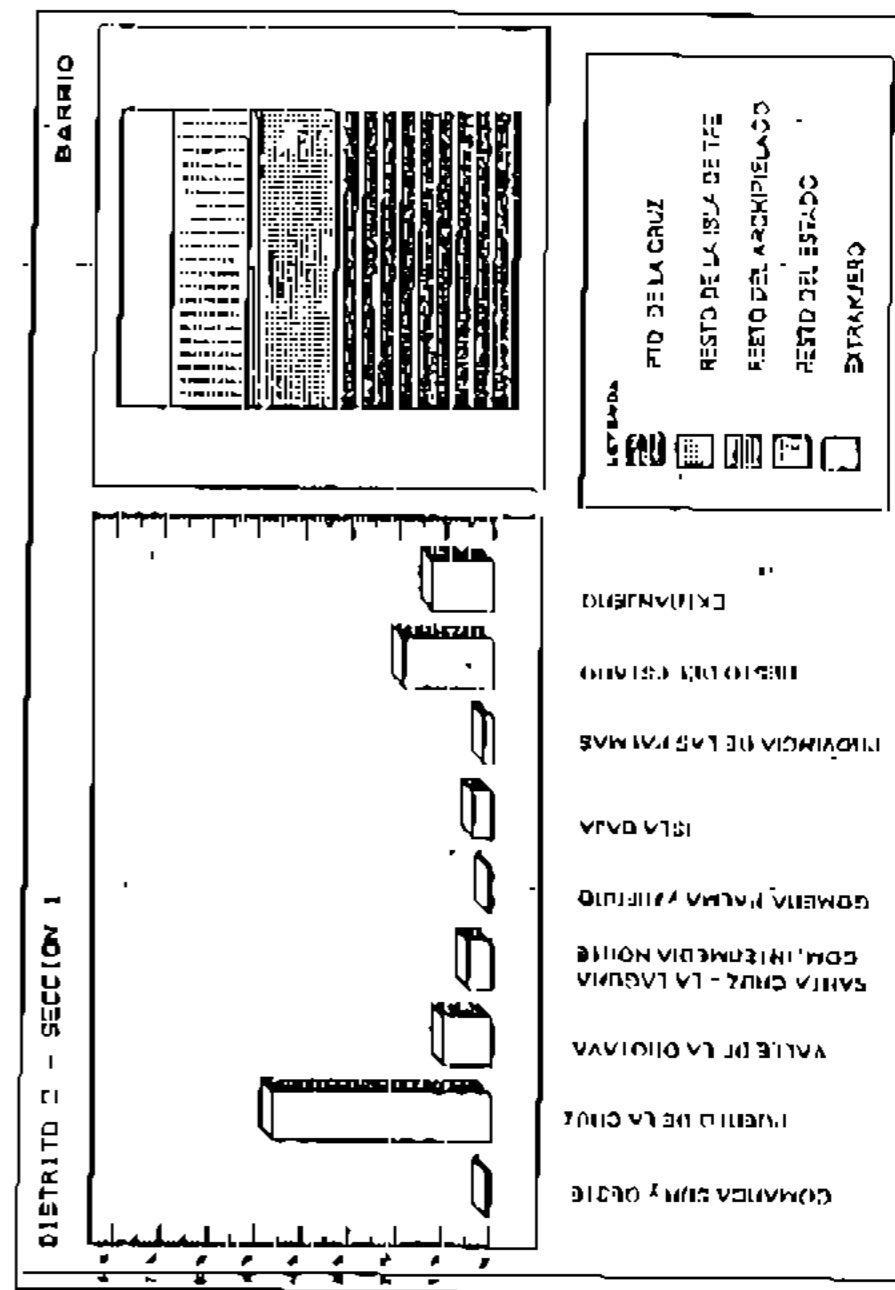 DISTRITO
- SECCION 1
BARRIO
COMARCA SUR y OESTE
PUERTO DE LA CRUZ
VALLE DE LA OROTAVA
SANTA CRUZ - LA LAGUNA
COM. INTERMEDIA NORTE
GOMERA PALMA y HIERRO
ISLA BAJA
PROVINCIA DE LAS PALMAS
RESTO DEL ESTADO
EXTRANJERO
LEYENDA
PTO DE LA CRUZ
RESTO DE LA ISLA DE TFE
RESTO DEL ARCHIPIELAGO
RESTO DEL ESTADO
EXTRANJERO